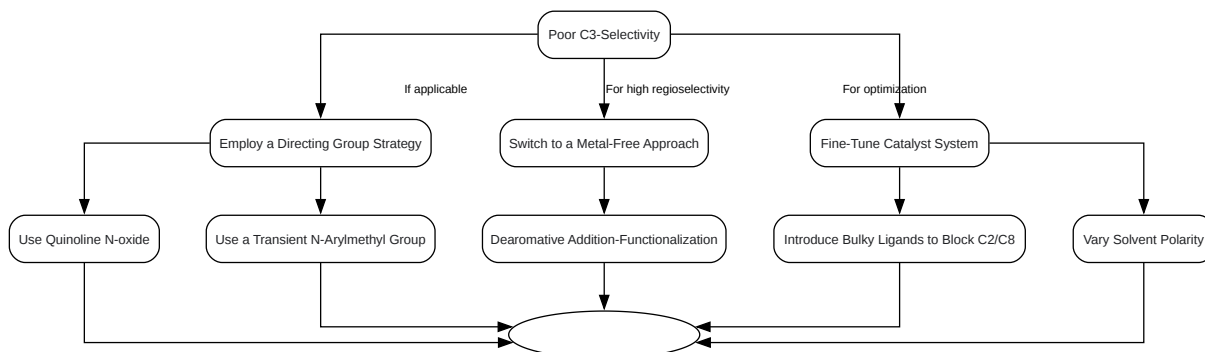 Poor C3-Selectivity
If applicable
For high regioselectivity
For optimization
Employ a Directing Group Strategy
Switch to a Metal-Free Approach
Fine-Tune Catalyst System
Use Quinoline N-oxide
Use a Transient N-Arylmethyl Group
Dearomative Addition-Functionalization
Introduce Bulky Ligands to Block C2/C8
Vary Solvent Polarity